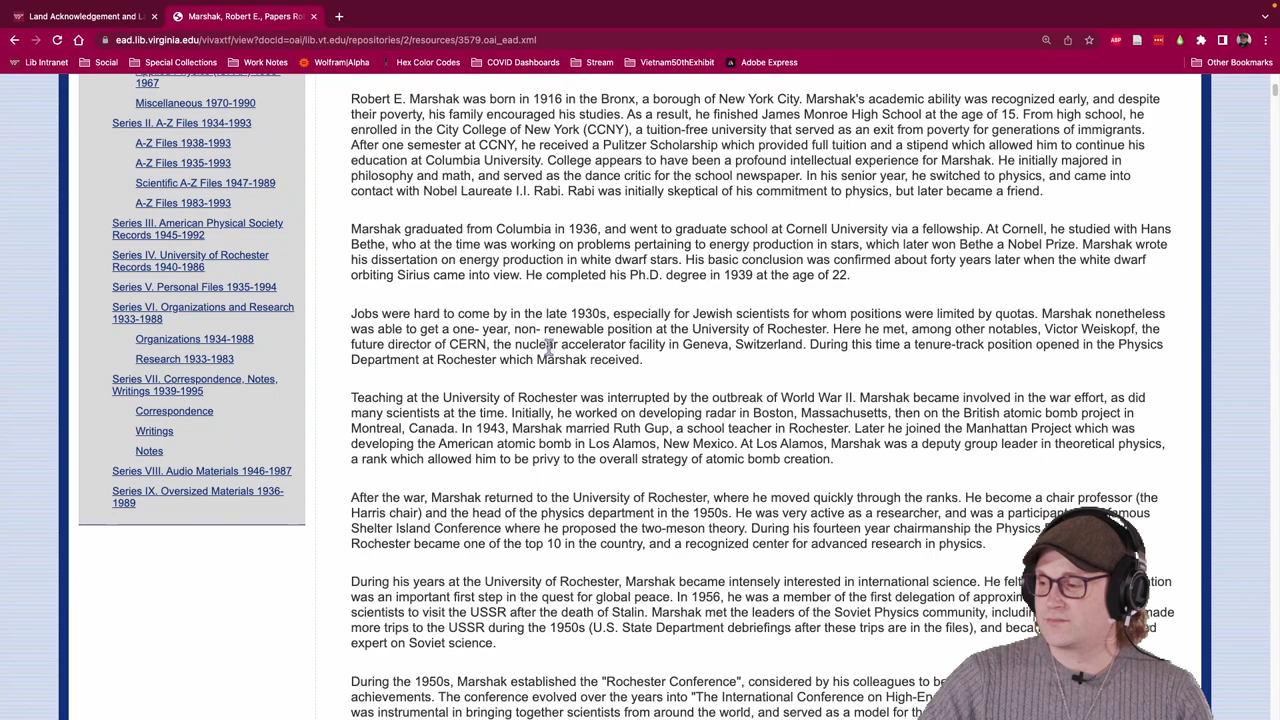 Land Acknowledgement and L
Marshak, Robert E., Papers Ro
ead.lib.virginia.edu/vivaxtf/view?docId=oai/lib.vt.edu/repositories/2/resources/3579.oai_ead.xml
ABP
Lib Intranet
Social
Special Collections
Work Notes
Wolfram|Alpha
Hex Color Codes
COVID Dashboards
Stream
Vietnam50thExhibit
Adobe Express
Other Bookmarks
1967
Miscellaneous 1970-1990
Series II. A-Z Files 1934-1993
A-Z Files 1938-1993
A-Z Files 1935-1993
Scientific A-Z Files 1947-1989
A-Z Files 1983-1993
Series III. American Physical Society
Records 1945-1992
Series IV. University of Rochester
Records 1940-1986
Series V. Personal Files 1935-1994
Series VI. Organizations and Research
1933-1988
Organizations 1934-1988
Research 1933-1983
Series VII. Correspondence, Notes,
Writings 1939-1995
Correspondence
Writings
Notes
Series VIII. Audio Materials 1946-1987
Series IX. Oversized Materials 1936-
1989
Robert E. Marshak was born in 1916 in the Bronx, a borough of New York City. Marshak's academic ability was recognized early, and despite
their poverty, his family encouraged his studies. As a result, he finished James Monroe High School at the age of 15. From high school, he
enrolled in the City College of New York (CCNY), a tuition-free university that served as an exit from poverty for generations of immigrants.
After one semester at CCNY, he received a Pulitzer Scholarship which provided full tuition and a stipend which allowed him to continue his
education at Columbia University. College appears to have been a profound intellectual experience for Marshak. He initially majored in
philosophy and math, and served as the dance critic for the school newspaper. In his senior year, he switched to physics, and came into
contact with Nobel Laureate I.I. Rabi. Rabi was initially skeptical of his commitment to physics, but later became a friend.
Marshak graduated from Columbia in 1936, and went to graduate school at Cornell University via a fellowship. At Cornell, he studied with Hans
Bethe, who at the time was working on problems pertaining to energy production in stars, which later won Bethe a Nobel Prize. Marshak wrote
his dissertation on energy production in white dwarf stars. His basic conclusion was confirmed about forty years later when the white dwarf
orbiting Sirius came into view. He completed his Ph.D. degree in 1939 at the age of 22.
Jobs were hard to come by in the late 1930s, especially for Jewish scientists for whom positions were limited by quotas. Marshak nonetheless
was able to get a one- year, non- renewable position at the University of Rochester. Here he met, among other notables, Victor Weiskopf, the
future director of CERN, the nuclear accelerator facility in Geneva, Switzerland. During this time a tenure-track position opened in the Physics
Department at Rochester which Marshak received.
Teaching at the University of Rochester was interrupted by the outbreak of World War II. Marshak became involved in the war effort, as did
many scientists at the time. Initially, he worked on developing radar in Boston, Massachusetts, then on the British atomic bomb project in
Montreal, Canada. In 1943, Marshak married Ruth Gup, a school teacher in Rochester. Later he joined the Manhattan Project which was
developing the American atomic bomb in Los Alamos, New Mexico. At Los Alamos, Marshak was a deputy group leader in theoretical physics,
a rank which allowed him to be privy to the overall strategy of atomic bomb creation.
After the war, Marshak returned to the University of Rochester, where he moved quickly through the ranks. He become a chair professor (the
Harris chair) and the head of the physics department in the 1950s. He was very active as a researcher, and was a participant famous
Shelter Island Conference where he proposed the two-meson theory. During his fourteen year chairmanship the Physics
Rochester became one of the top 10 in the country, and a recognized center for advanced research in physics.
During his years at the University of Rochester, Marshak became intensely interested in international science. He felt
was an important first step in the quest for global peace. In 1956, he was a member of the first delegation of
scientists to visit the USSR after the death of Stalin. Marshak met the leaders of the Soviet Physics community, made
more trips to the USSR during the 1950s (U.S. State Department debriefings after these trips are in the files), and
expert on Soviet science.
During the 1950s, Marshak established the "Rochester Conference", considered by his colleagues to be
achievements. The conference evolved over the years into "The International Conference on
was instrumental in bringing together scientists from around the world, and served as a model for